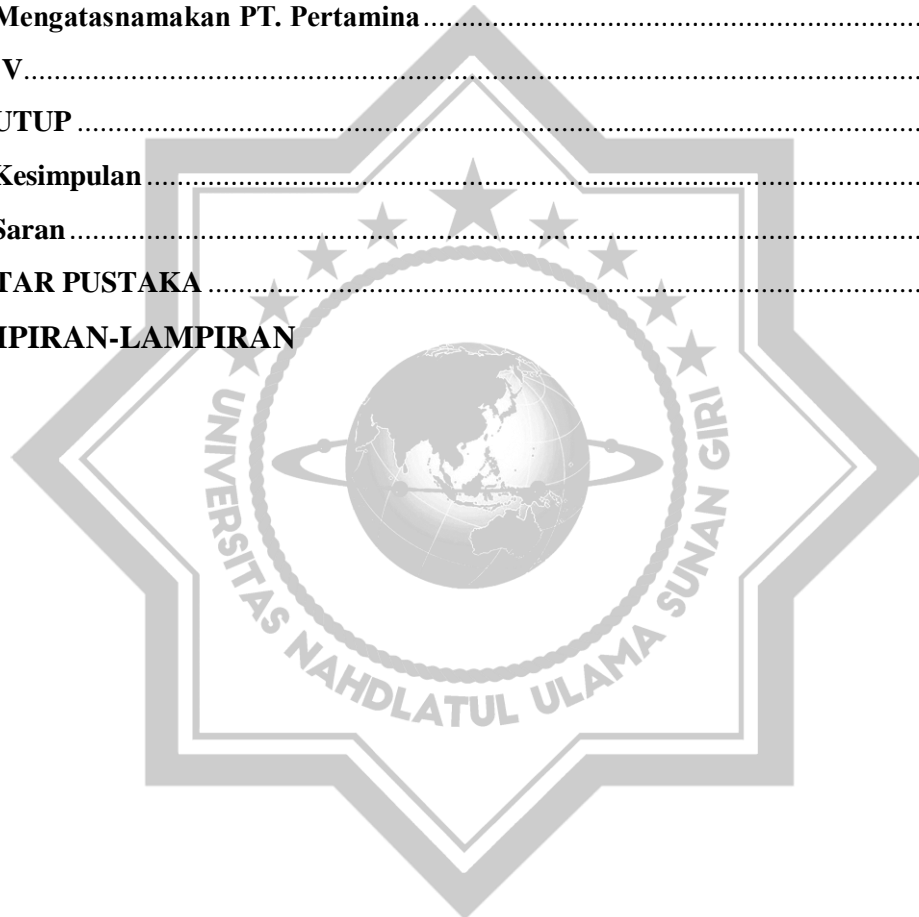 Mengatasnamakan PT. Pertamina........................................................................
V........................................................................
UTUP........................................................................
Kesimpulan........................................................................
Saran........................................................................
TAR PUSTAKA........................................................................
IPIRAN-LAMPIRAN
UNIVERSITAS NAHDLATUL ULAMA SUNAN GIRI